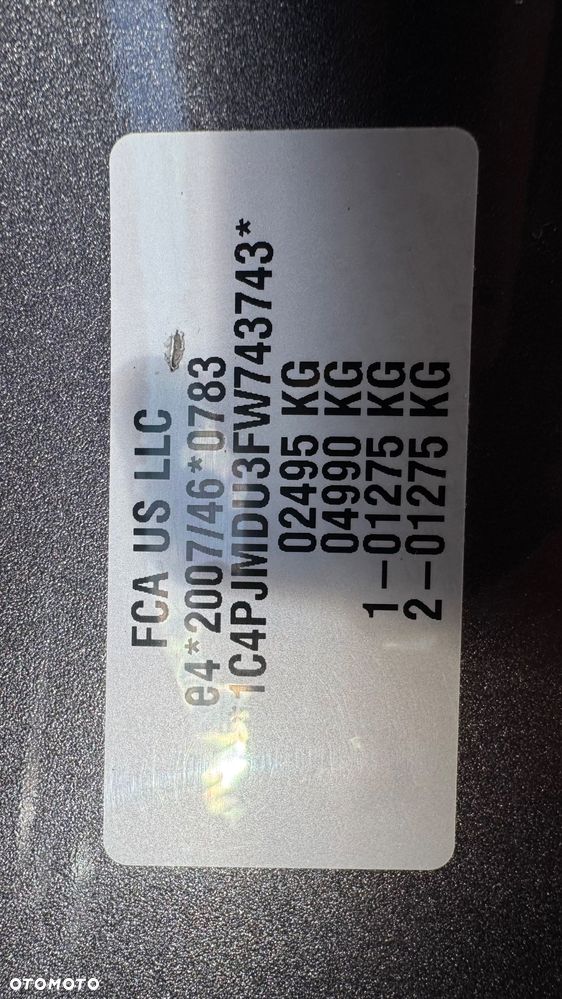 FCA US LLC
e4*2007/46*0783
*1C4PJMDU3FW743743*
02495 KG
04990 KG
1–01275 KG
2–01275 KG
OTOMOTO